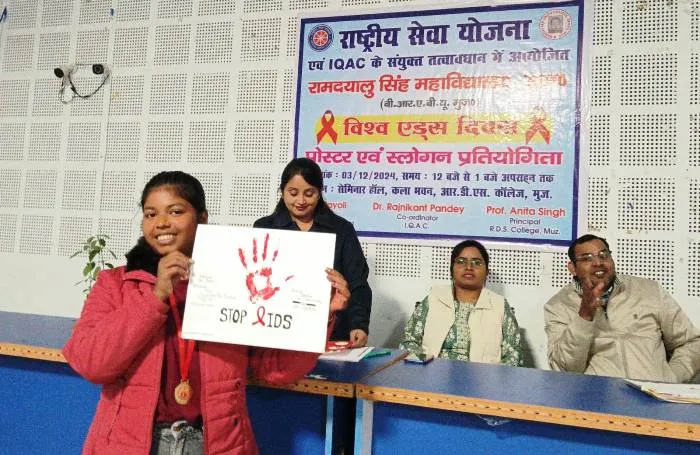 राष्ट्रीय सेवा योजना
एवं IQAC के संयुक्त तत्वावधान में आयोजित
रामदयालु सिंह महाविद्यालय
(बी.आर.ए.बी.यू. मुज०)
विश्व एड्स दिवस
पोस्टर एवं स्लोगन प्रतियोगिता
: 03/12/2024, समय : 12 बजे से 1 बजे अपराह्न तक
: सेमिनार हॉल, कला भवन, आर.डी.एस. कॉलेज, मुज.
Dr. Rajnikant Pandey
Co-ordinator
I.Q.A.C.
Prof. Anita Singh
Principal
R.D.S. College, Muz.
STOP AIDS